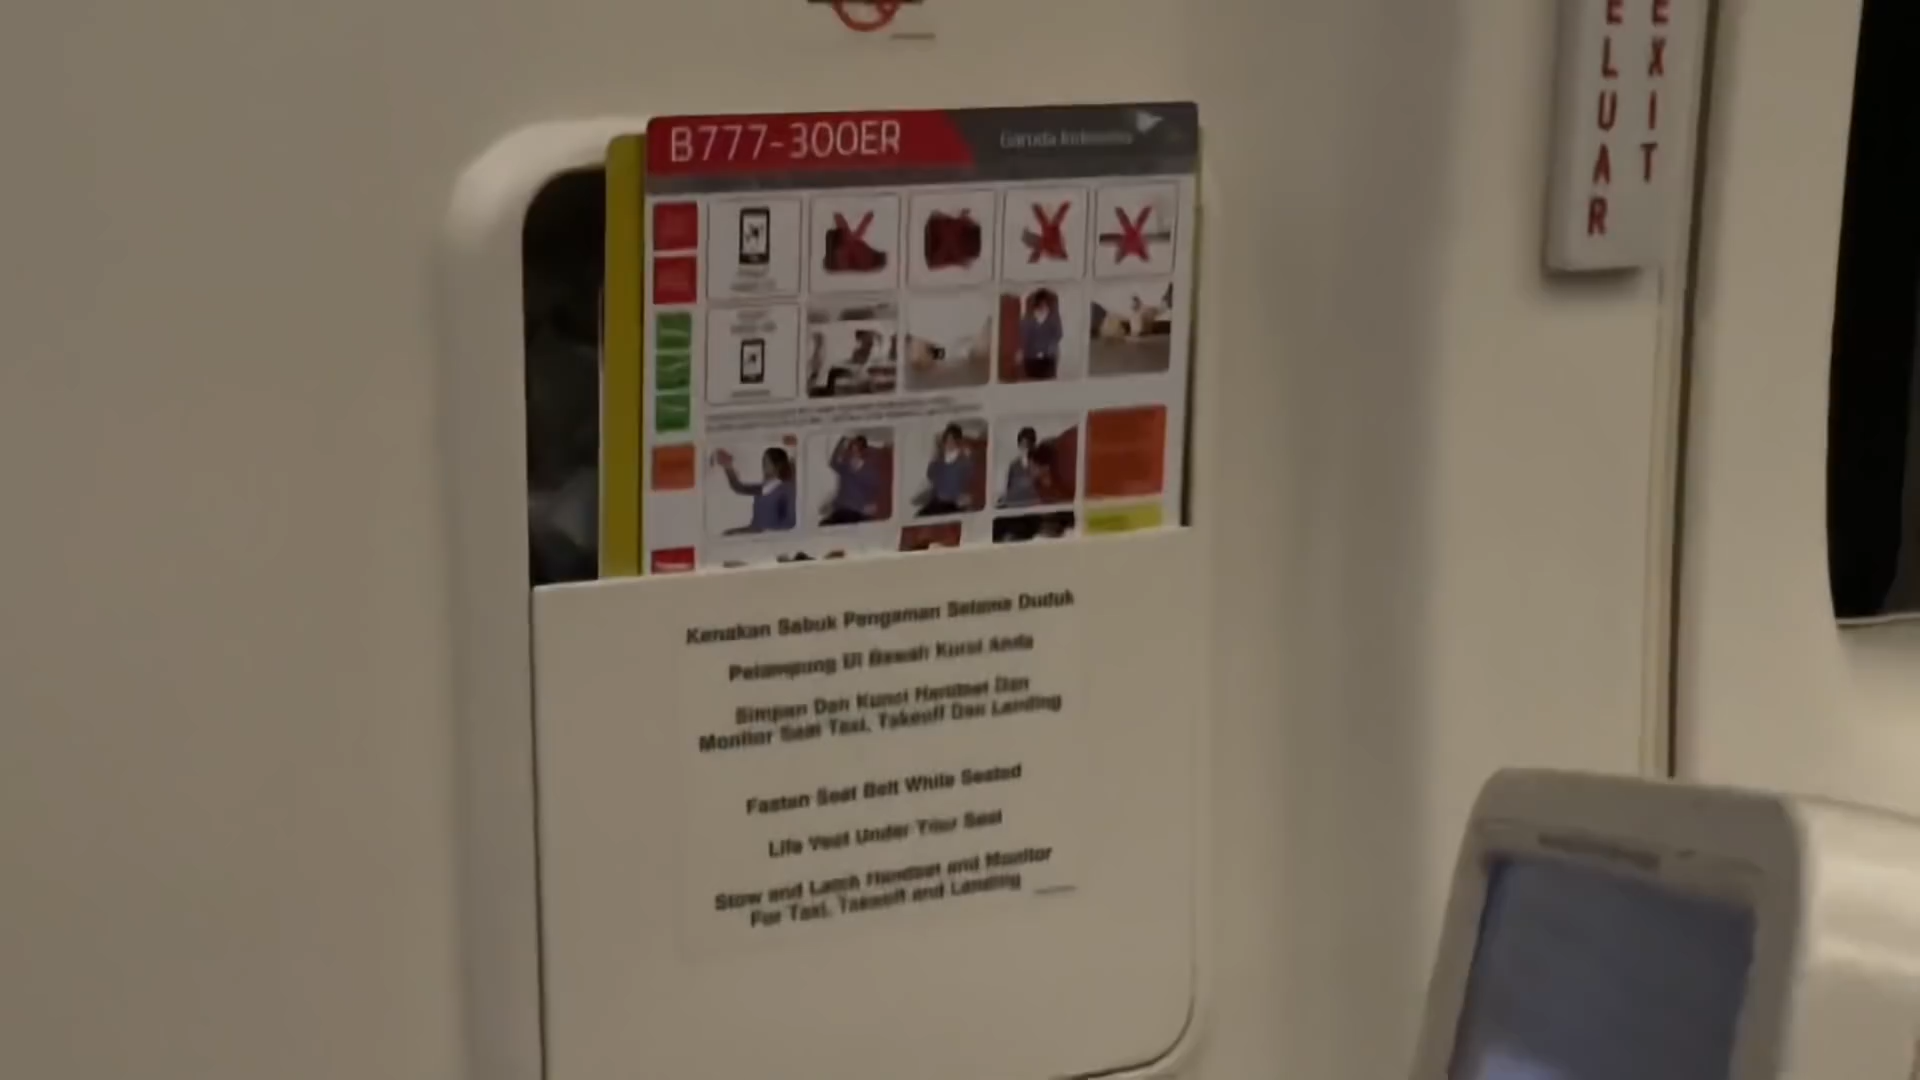 B777-300ER
Garuda Indonesia
Kenakan Sabuk Pengaman Selama Duduk
Pelampung Di Bawah Kursi Anda
Simpan Dan Kunci Handset Dan
Monitor Saat Taxi, Takeoff Dan Landing
Fasten Seat Belt While Seated
Life Vest Under Your Seat
Stow and Latch Handset and Monitor
For Taxi, Takeoff and Landing
ELUAR
EXIT